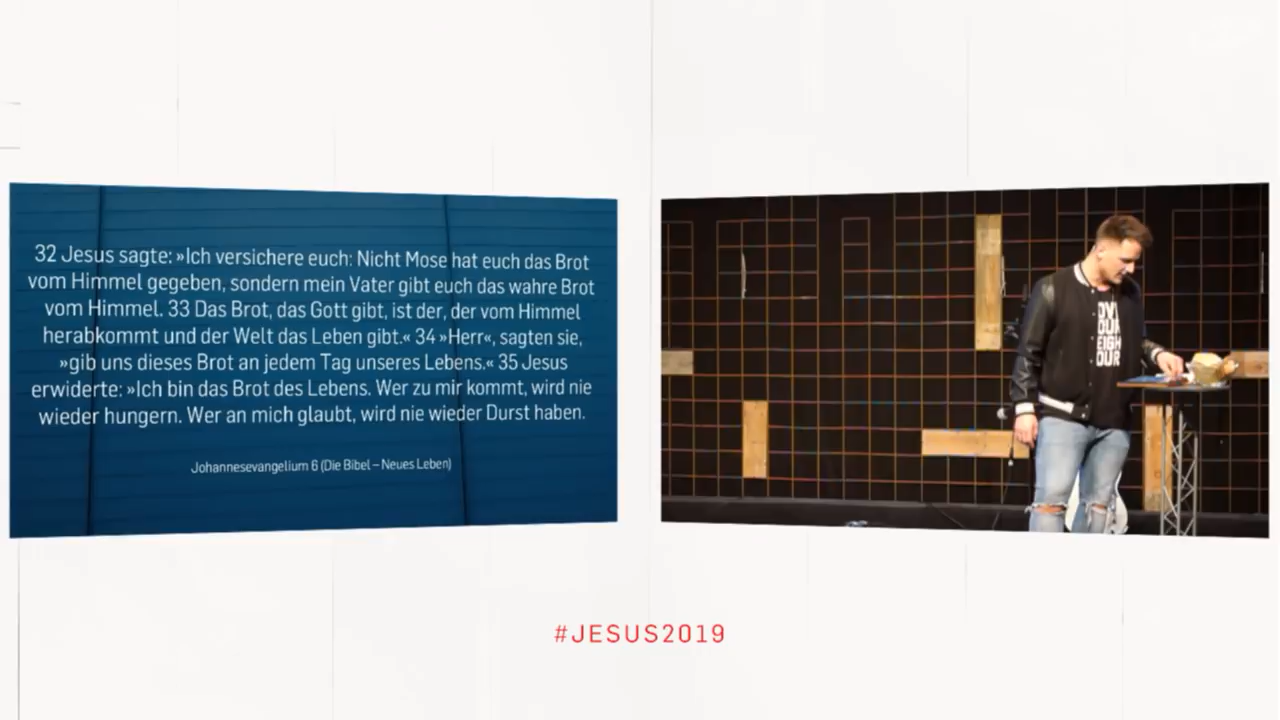 32 Jesus sagte: »Ich versichere euch: Nicht Mose hat euch das Brot
vom Himmel gegeben, sondern mein Vater gibt euch das wahre Brot
vom Himmel. 33 Das Brot, das Gott gibt, ist der, der vom Himmel
herabkommt und der Welt das Leben gibt.« 34 »Herr«, sagten sie,
»gib uns dieses Brot an jedem Tag unseres Lebens.« 35 Jesus
erwiderte: »Ich bin das Brot des Lebens. Wer zu mir kommt, wird nie
wieder hungern. Wer an mich glaubt, wird nie wieder Durst haben.
Johannesevangelium 6 (Die Bibel – Neues Leben)
OUR
EIGH
OUR
#JESUS2019